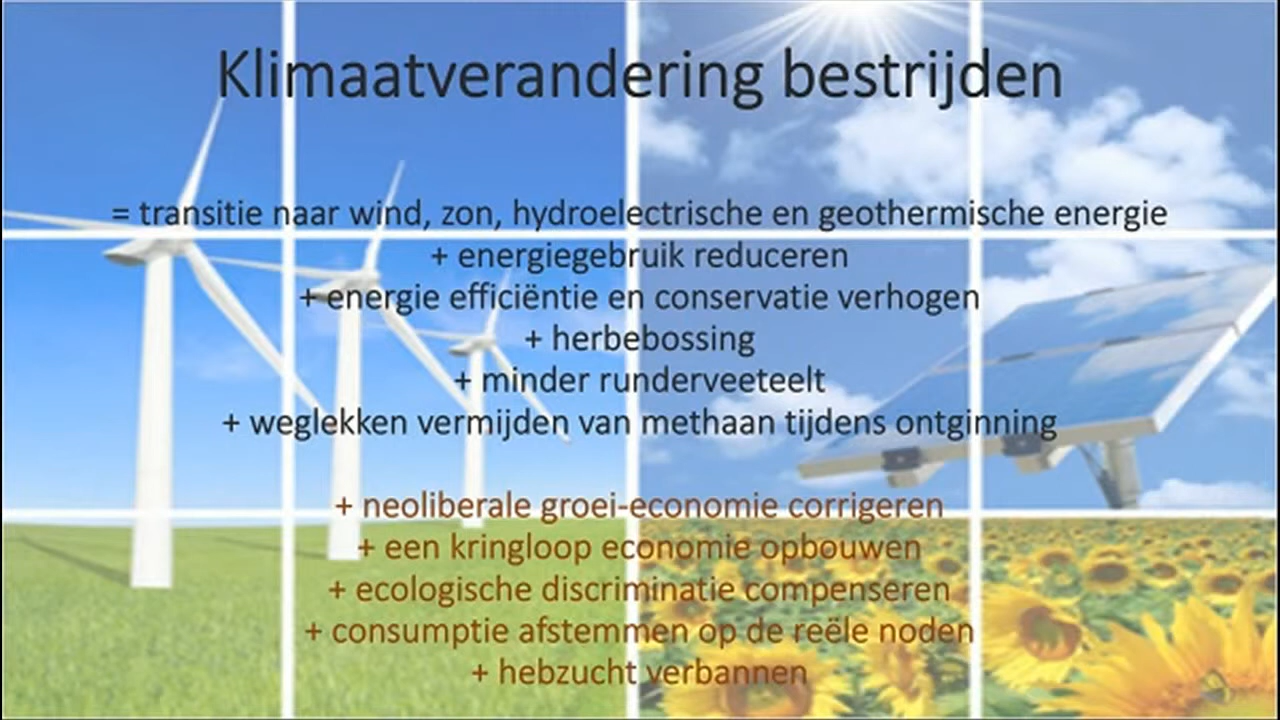 Klimaatverandering bestrijden
= transitie naar wind, zon, hydroelectrische en geothermische energie
+ energiegebruik reduceren
+ energie efficiëntie en conservatie verhogen
+ herbebossing
+ minder runderveeteelt
+ weglekken vermijden van methaan tijdens ontginning
+ neoliberale groei-economie corrigeren
+ een kringloop economie opbouwen
+ ecologische discriminatie compenseren
+ consumptie afstemmen op de reële noden
+ hebzucht verbannen